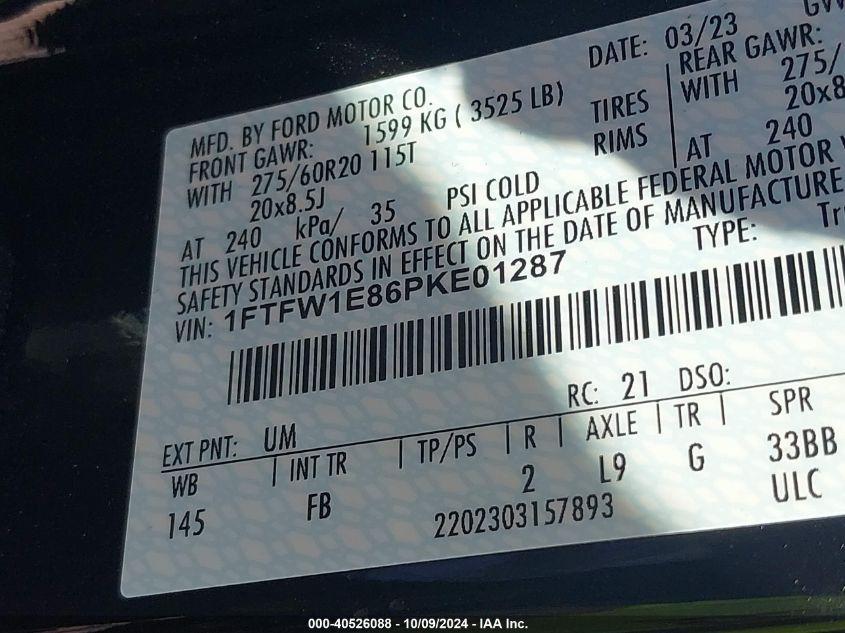 MFD. BY FORD MOTOR CO. DATE: 03/23
FRONT GAWR: 1599 KG ( 3525 LB) REAR GAWR:
WITH 275/60R20 115T TIRES WITH 275/
20x8.5J RIMS 20x8
AT 240 kPa/ 35 PSI COLD AT 240
THIS VEHICLE CONFORMS TO ALL APPLICABLE FEDERAL MOTOR
SAFETY STANDARDS IN EFFECT ON THE DATE OF MANUFACTURE
VIN: 1FTFW1E86PKE01287 TYPE:
RC: 21 DSO:
EXT PNT: UM
WB INT TR TP/PS R AXLE TR SPR
145 FB 2 L9 G 33BB
2202303157893 ULC
000-40526088 - 10/09/2024 - IAA Inc.